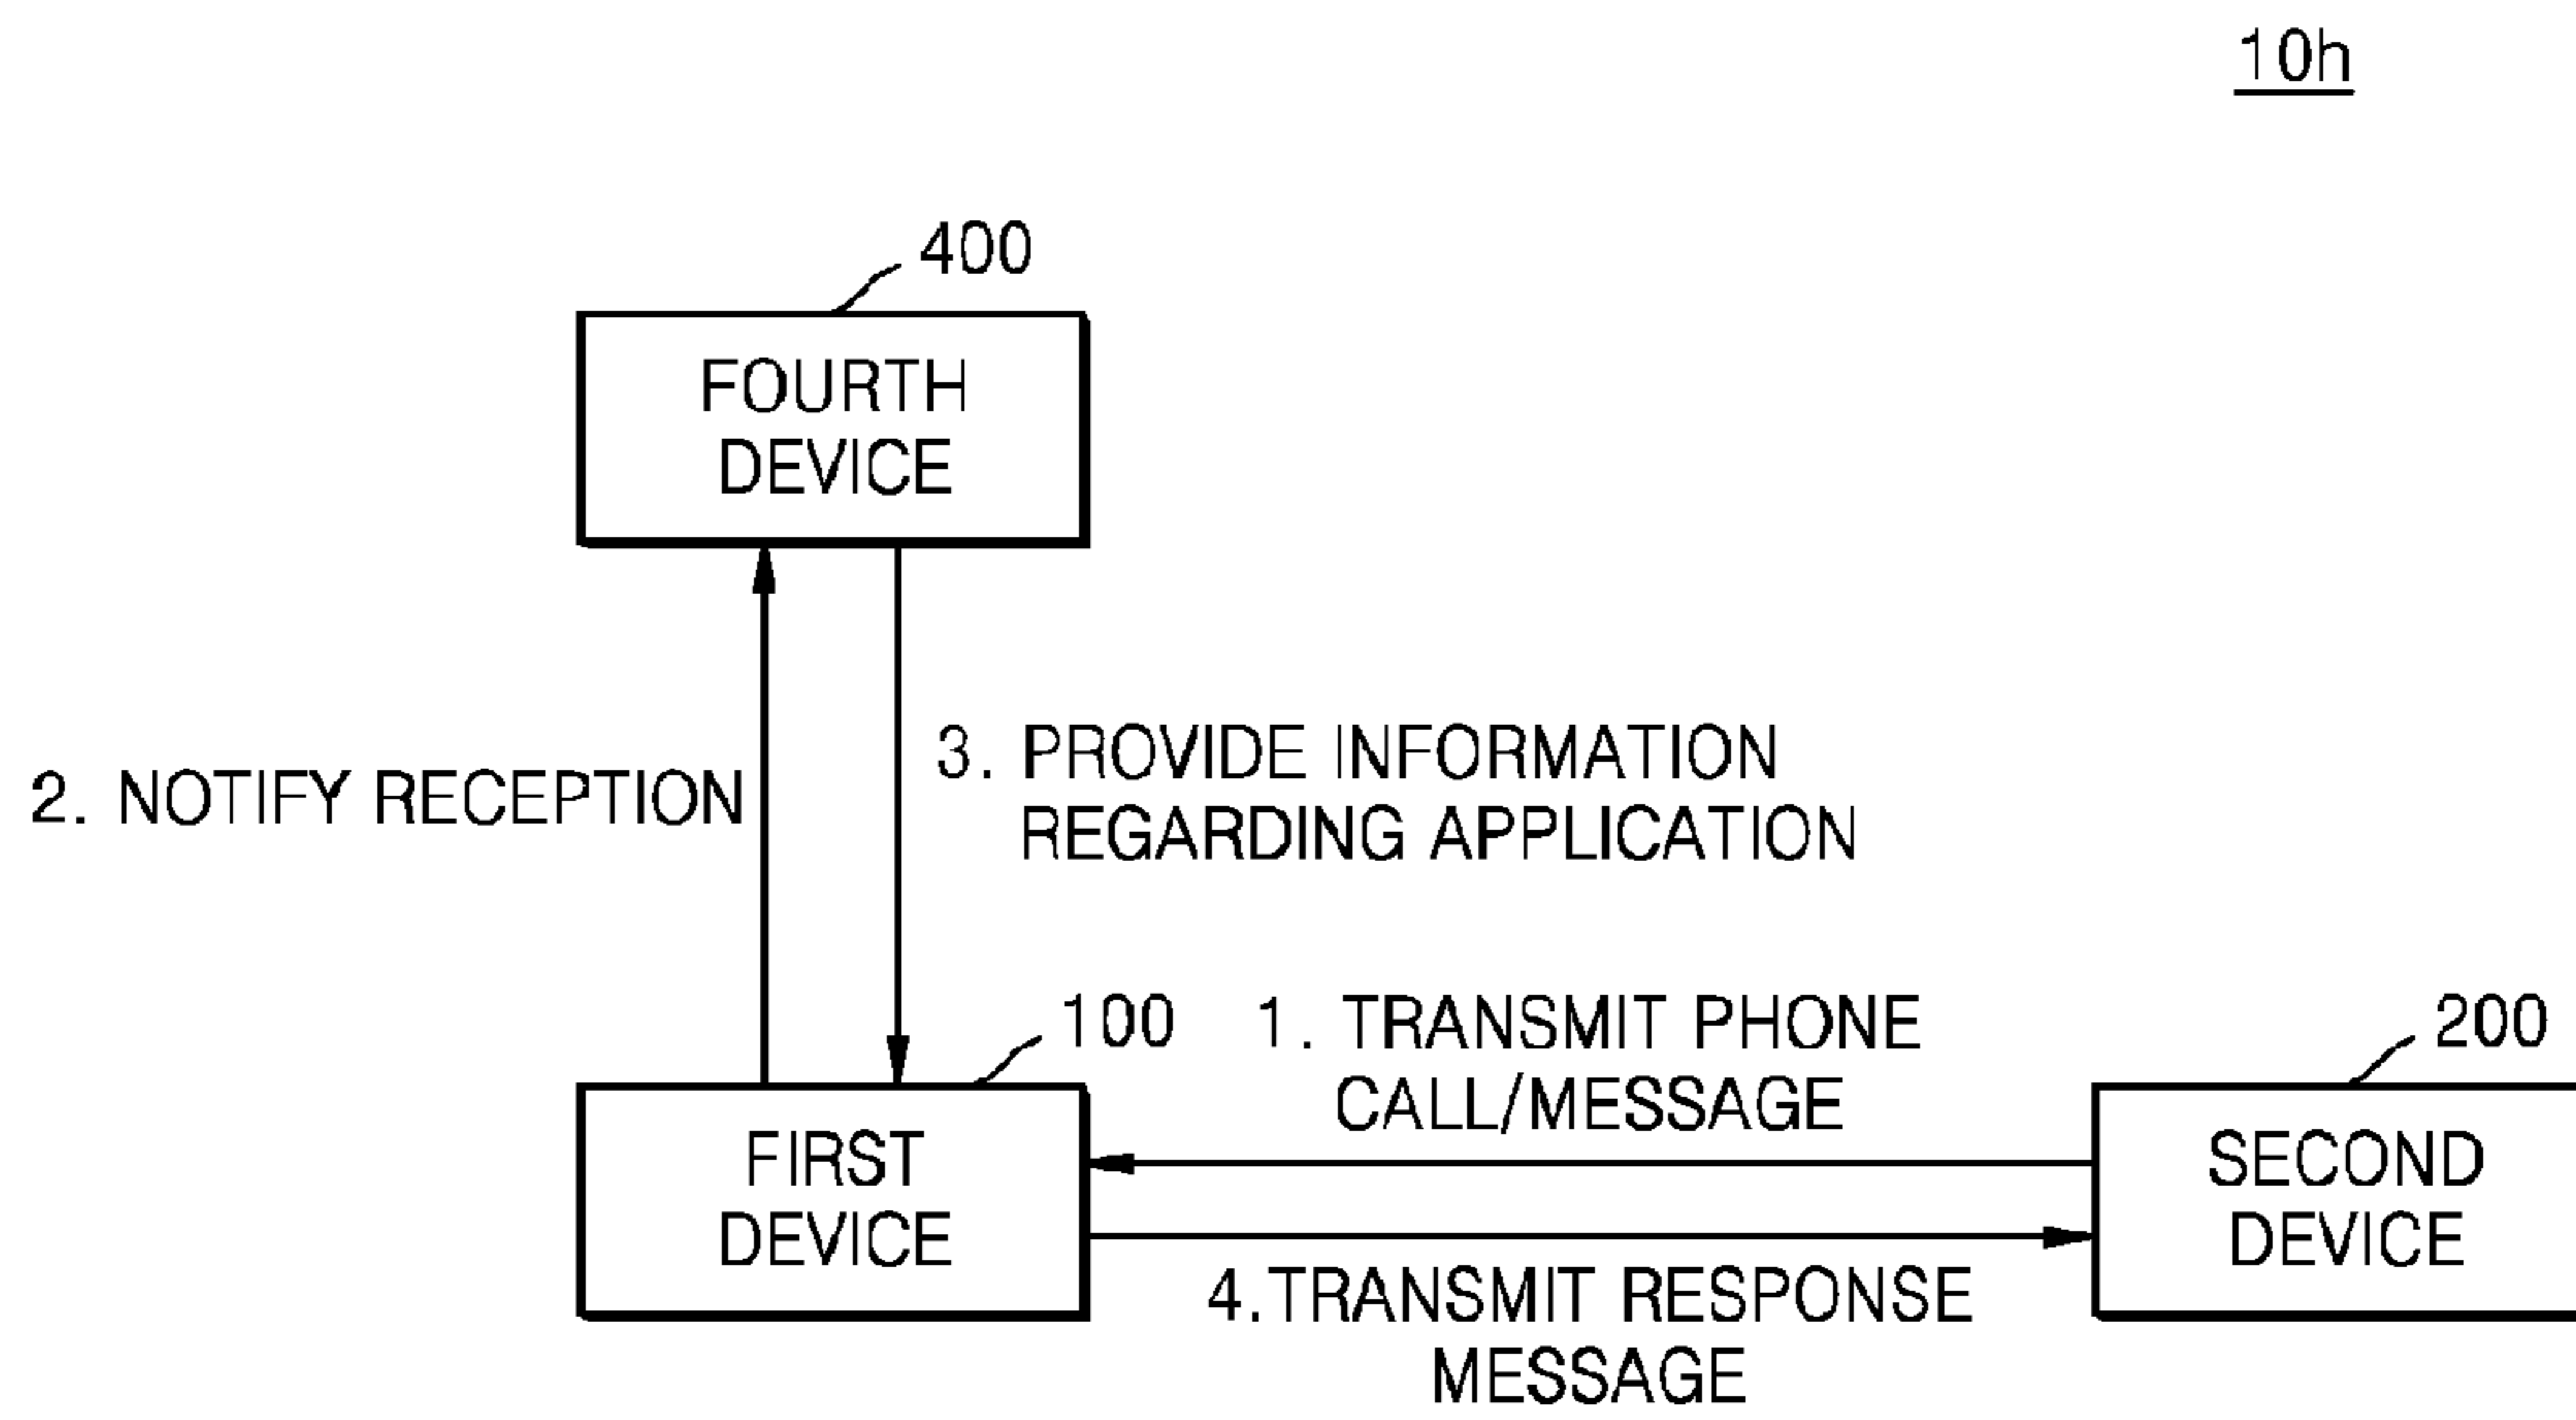 10h
400
FOURTH
DEVICE
2. NOTIFY RECEPTION
3. PROVIDE INFORMATION
REGARDING APPLICATION
100
1. TRANSMIT PHONE
CALL/MESSAGE
200
FIRST
DEVICE
SECOND
DEVICE
4.TRANSMIT RESPONSE
MESSAGE